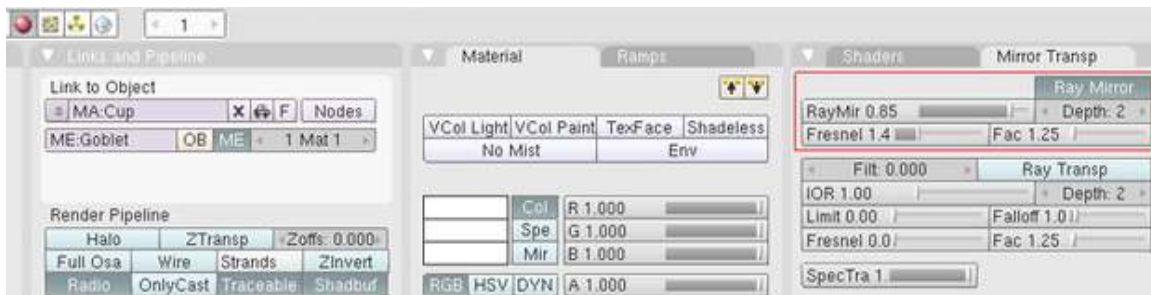 1
Links and Pipeline
Link to Object
MA:Cup X F Nodes
ME:Goblet OB ME 1 Mat 1
Render Pipeline
Halo ZTransp Zoffs: 0.000
Full Osa Wire Strands ZInvert
Radio OnlyCast Traceable Shadbuf
Material Ramps
VCol Light VCol Paint TexFace Shadeless
No Mist Env
Col R 1.000
Spe G 1.000
Mir B 1.000
RGB HSV DYN A 1.000
Shaders Mirror Transp
Ray Mirror
RayMir 0.85 Depth: 2
Fresnel 1.4 Fac 1.25
Filt: 0.000 Ray Transp
IOR 1.00 Depth: 2
Limit 0.00 Falloff 1.0
Fresnel 0.0 Fac 1.25
SpecTra 1